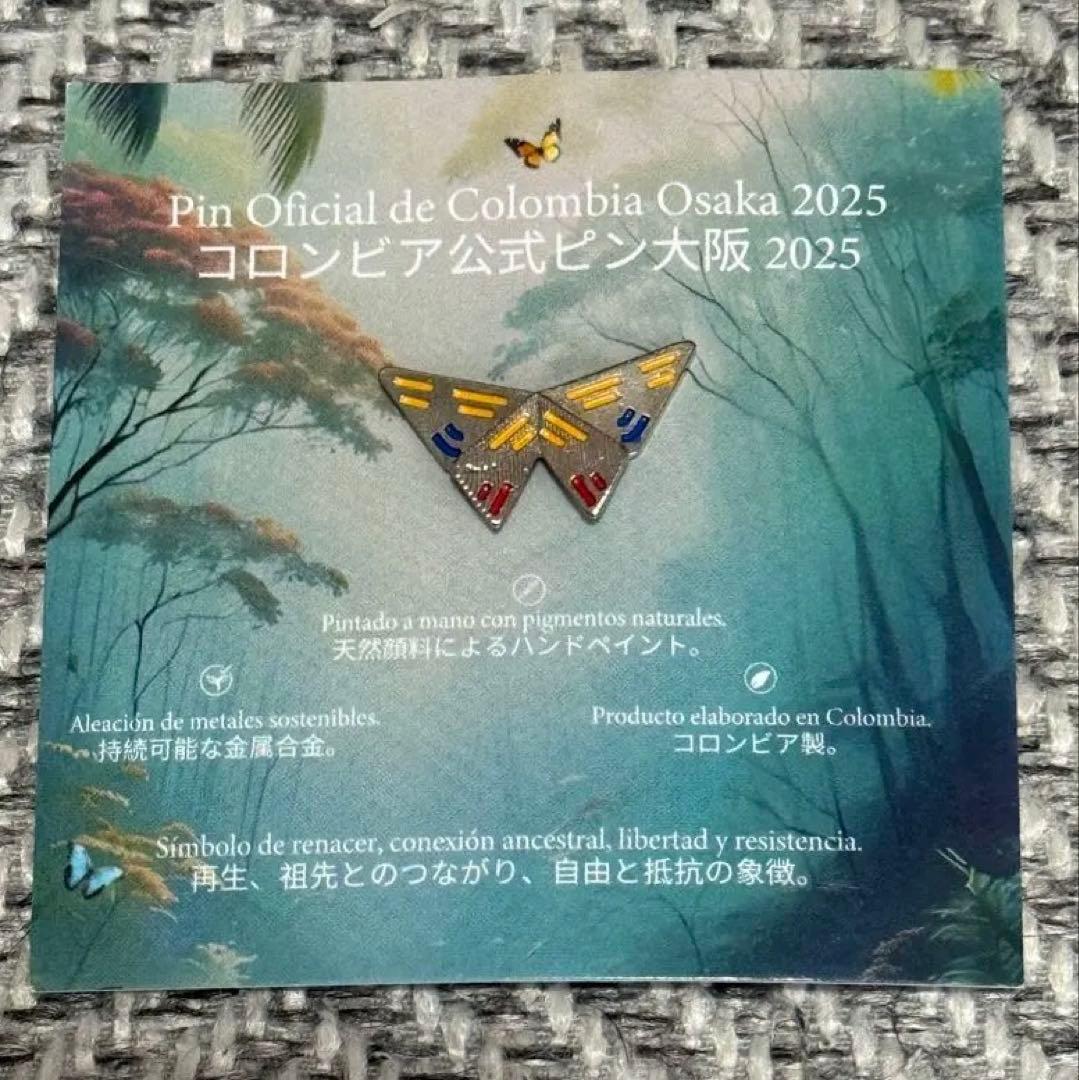 Pin Oficial de Colombia Osaka 2025
コロンビア公式ピン大阪 2025
Pintado a mano con pigmentos naturales.
天然顔料によるハンドペイント。
Aleación de metales sostenibles.
持続可能な金属合金。
Producto elaborado en Colombia.
コロンビア製。
Símbolo de renacer, conexión ancestral, libertad y resistencia.
再生、祖先とのつながり、自由と抵抗の象徴。